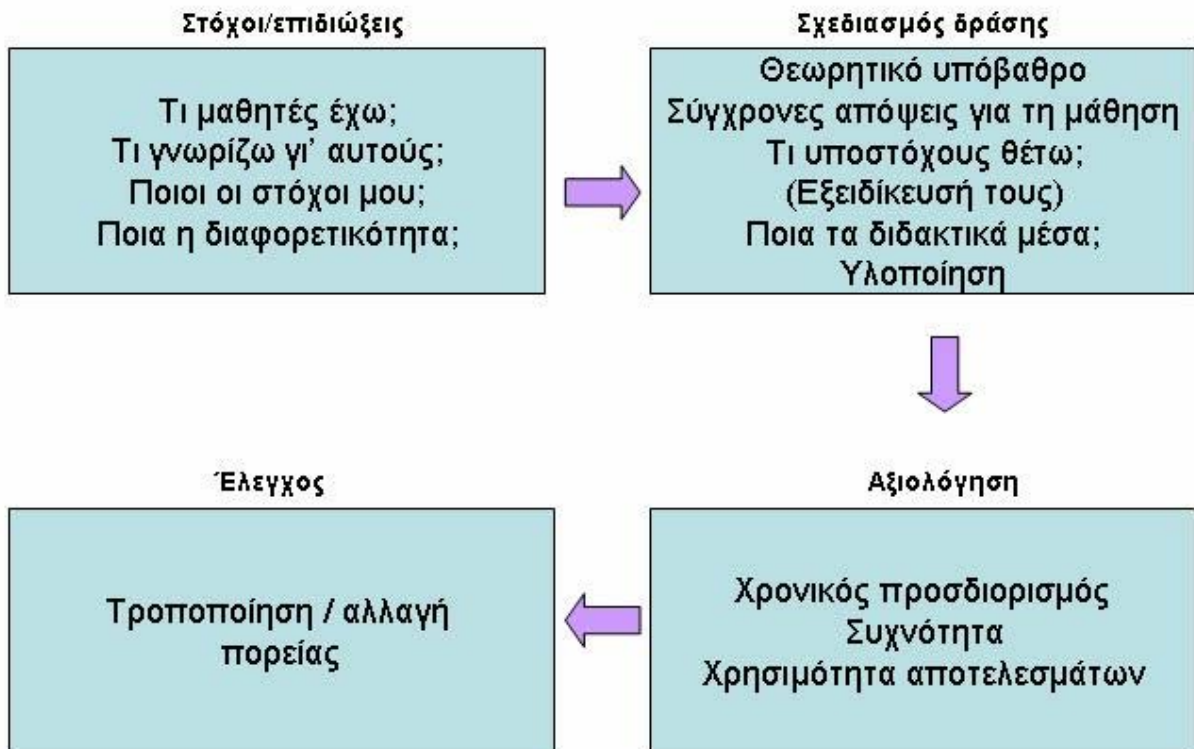 Στόχοι/επιδιώξεις
Τι μαθητές έχω;
Τι γνωρίζω γι' αυτούς;
Ποιοι οι στόχοι μου;
Ποια η διαφορετικότητα;
Σχεδιασμός δράσης
Θεωρητικό υπόβαθρο
Σύγχρονες απόψεις για τη μάθηση
Τι υποστόχους θέτω;
(Εξειδίκευσή τους)
Ποια τα διδακτικά μέσα;
Υλοποίηση
Αξιολόγηση
Χρονικός προσδιορισμός
Συχνότητα
Χρησιμότητα αποτελεσμάτων
Έλεγχος
Τροποποίηση / αλλαγή
πορείας